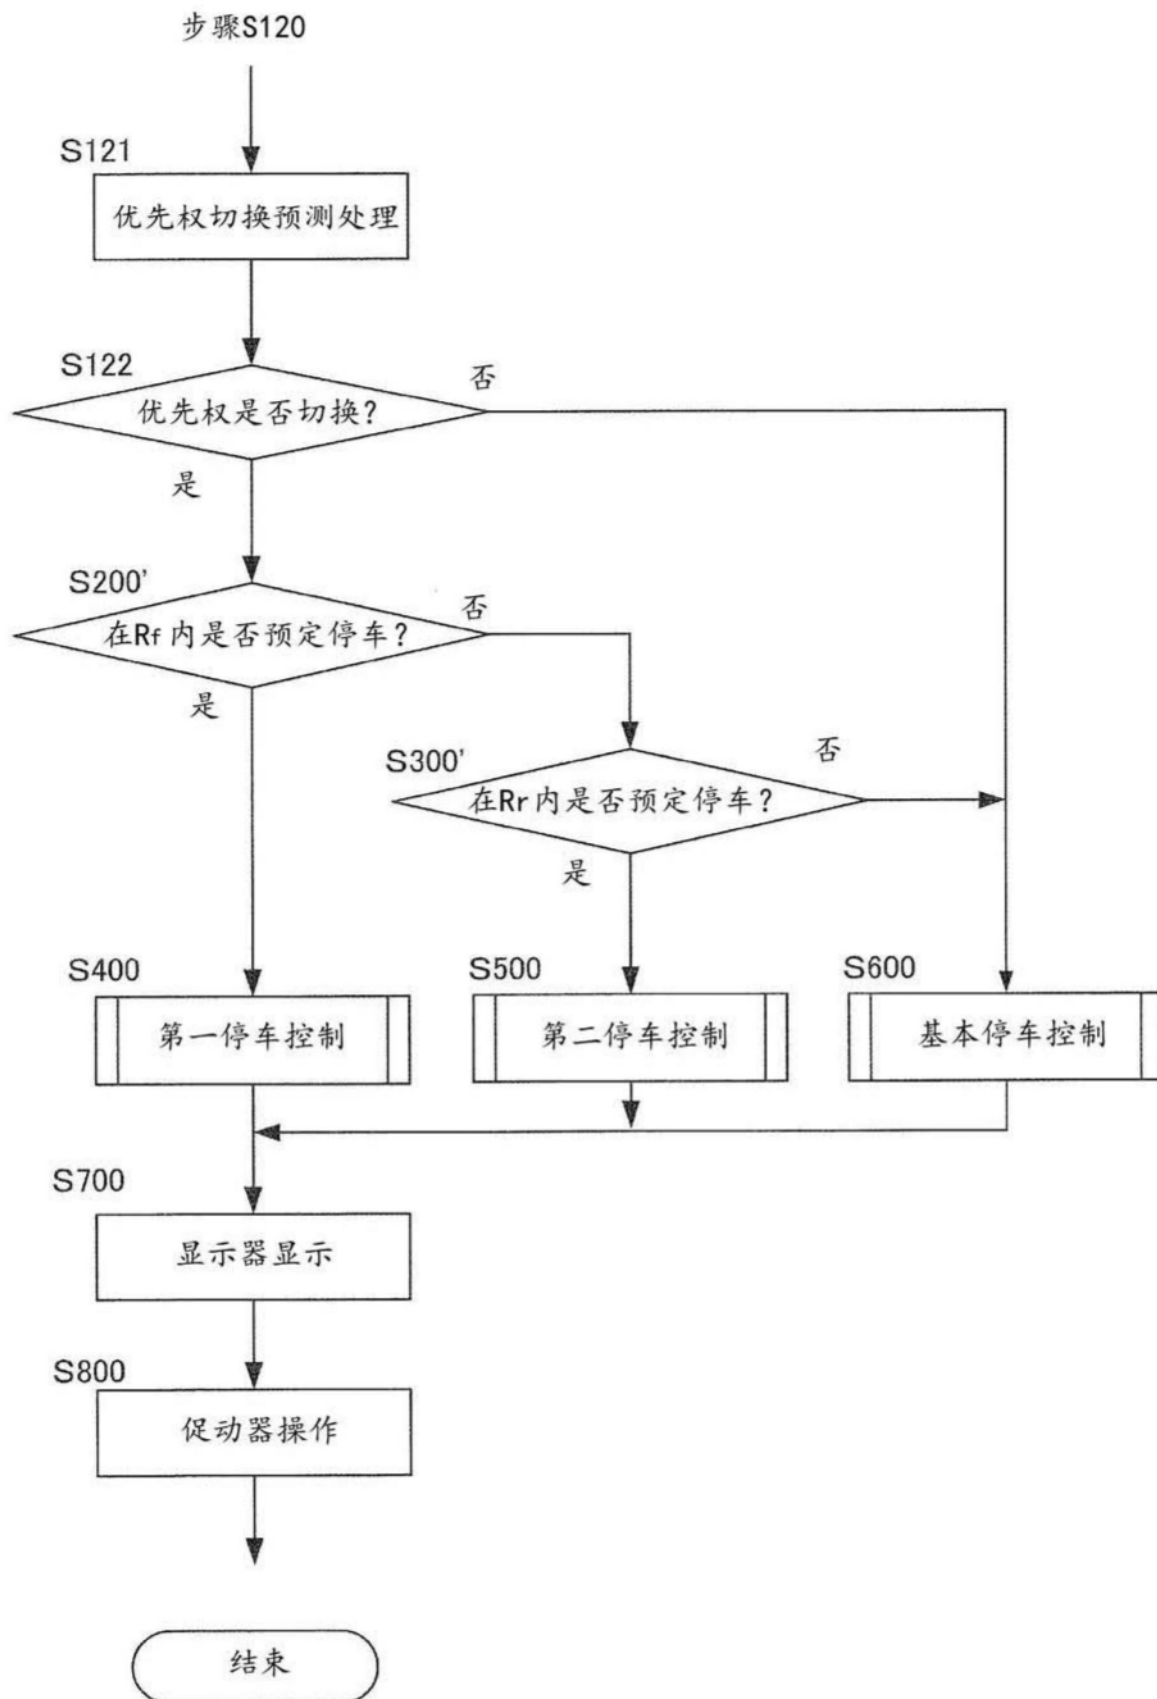 步骤S120
S121
优先权切换预测处理
S122
优先权是否切换？
否
是
S200'
在Rf内是否预定停车？
否
是
S300'
在Rr内是否预定停车？
否
是
S400
第一停车控制
S500
第二停车控制
S600
基本停车控制
S700
显示器显示
S800
促动器操作
结束